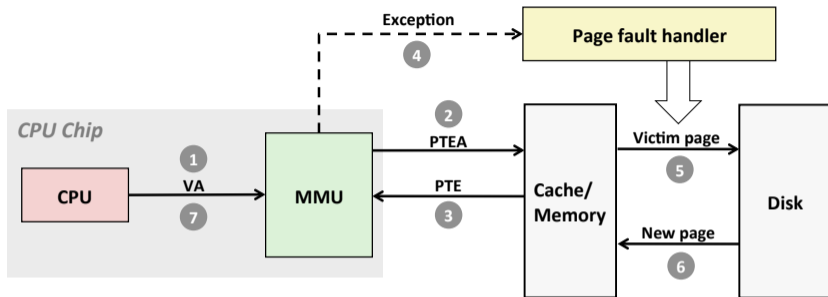 Exception
4
Page fault handler
CPU Chip
2
1
PTEA
Victim page
VA
5
CPU
MMU
PTE
Cache/
Memory
Disk
7
3
New page
6